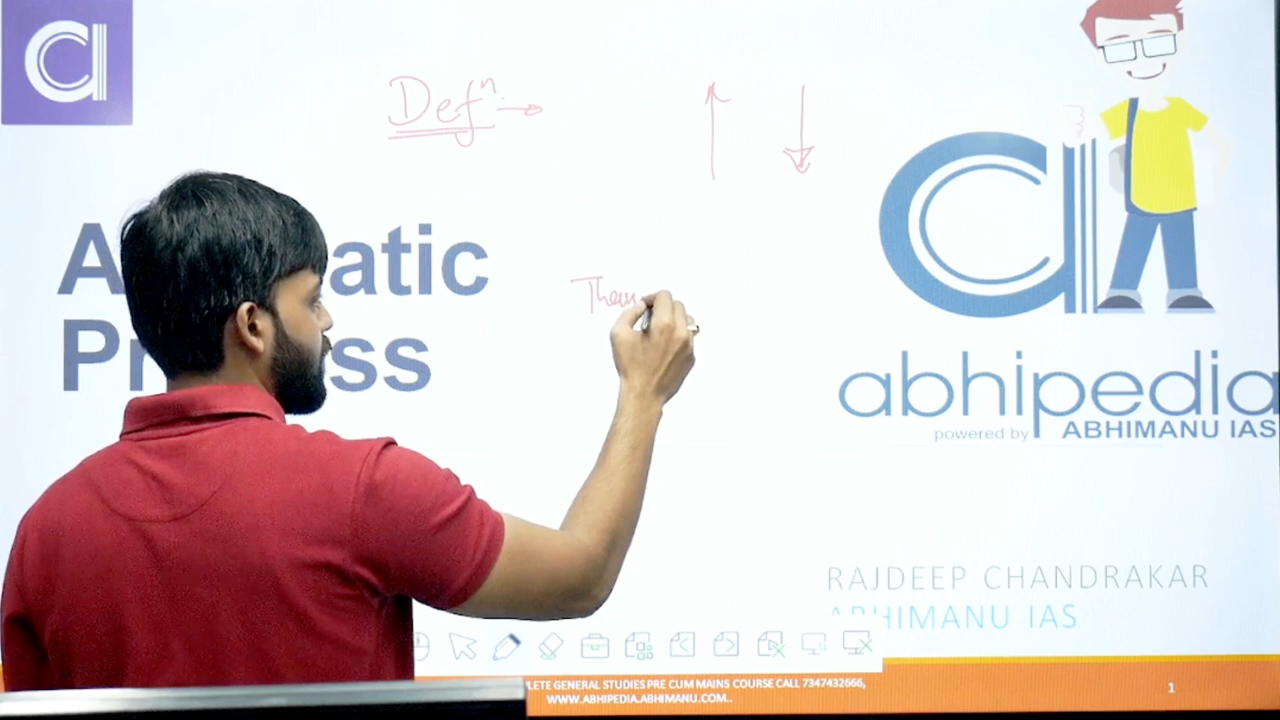 a
Defⁿ →
A atic
Pr ss
Ther
a
abhipedia
powered by ABHIMANU IAS
RAJDEEP CHANDRAKAR
ABHIMANU IAS
LETE GENERAL STUDIES PRE CUM MAINS COURSE CALL 7347432666,
WWW.ABHIPEDIA.ABHIMANU.COM..
1